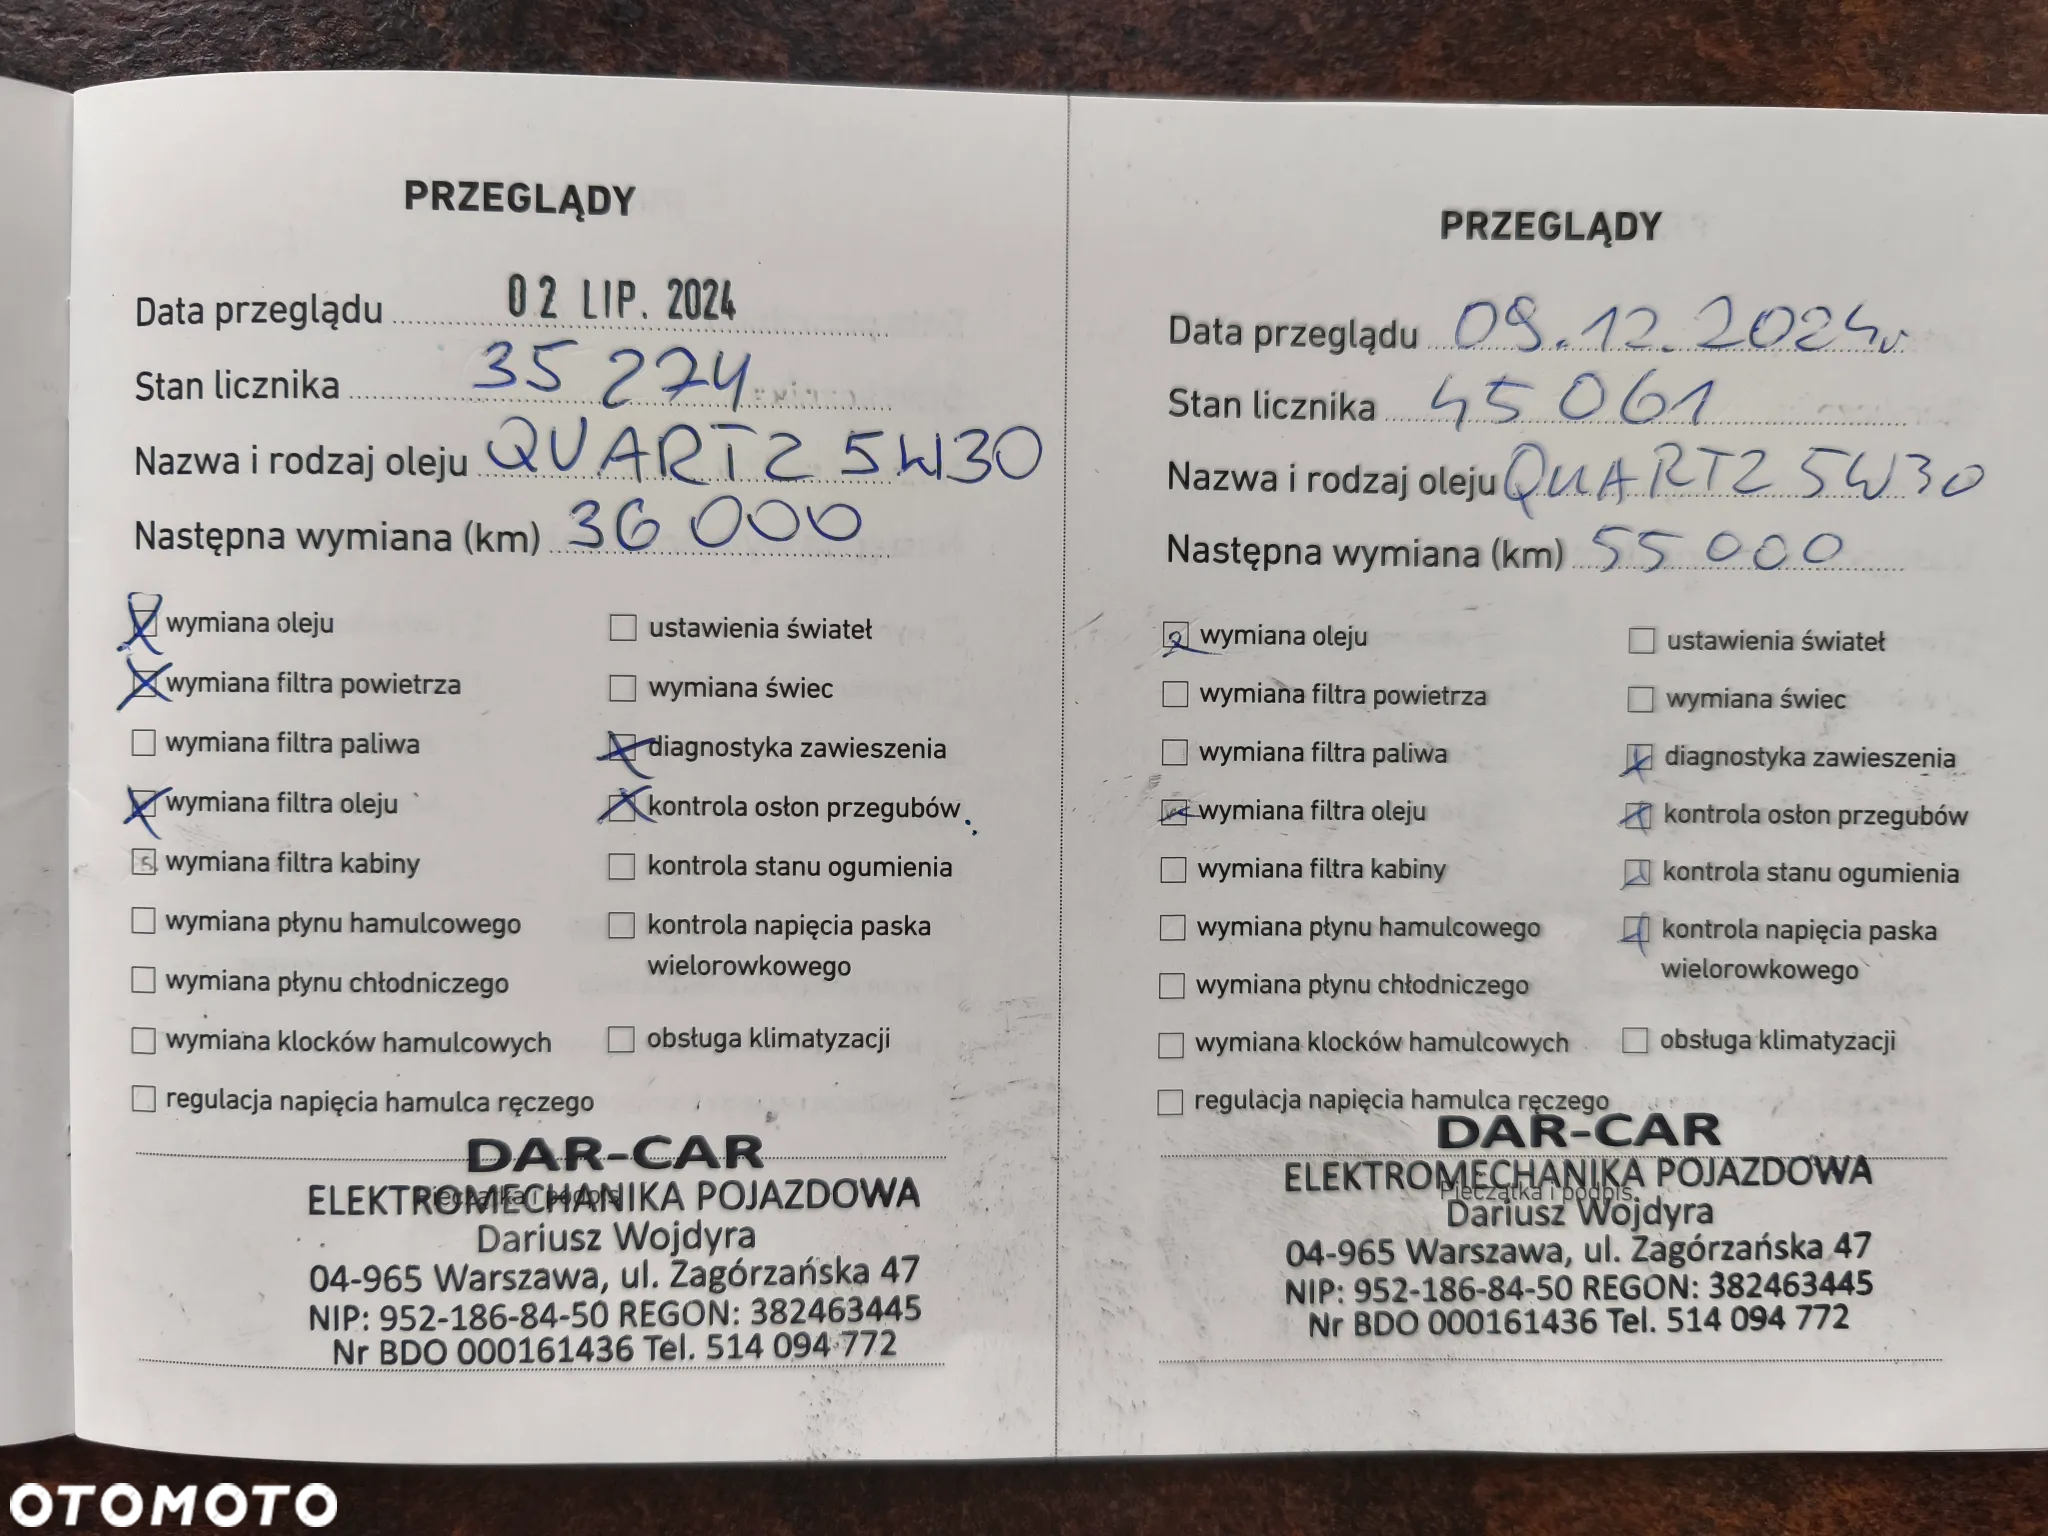 PRZEGLĄDY
Data przeglądu 02 LIP. 2024
Stan licznika 35 274
Nazwa i rodzaj oleju QUARTZ 5W30
Następna wymiana (km) 36 000
wymiana oleju
wymiana filtra powietrza
wymiana filtra paliwa
wymiana filtra oleju
wymiana filtra kabiny
wymiana płynu hamulcowego
wymiana płynu chłodniczego
wymiana klocków hamulcowych
regulacja napięcia hamulca ręczego
ustawienia świateł
wymiana świec
diagnostyka zawieszenia
kontrola osłon przegubów
kontrola stanu ogumienia
kontrola napięcia paska
wielorowkowego
obsługa klimatyzacji
DAR-CAR
ELEKTROMECHANIKA POJAZDOWA
Pieczątka i podpis
Dariusz Wojdyra
04-965 Warszawa, ul. Zagórzańska 47
NIP: 952-186-84-50 REGON: 382463445
Nr BDO 000161436 Tel. 514 094 772
PRZEGLĄDY
Data przeglądu 09.12.2024r
Stan licznika 45 061
Nazwa i rodzaj oleju QUARTZ 5W30
Następna wymiana (km) 55 000
wymiana oleju
wymiana filtra powietrza
wymiana filtra paliwa
wymiana filtra oleju
wymiana filtra kabiny
wymiana płynu hamulcowego
wymiana płynu chłodniczego
wymiana klocków hamulcowych
regulacja napięcia hamulca ręczego
ustawienia świateł
wymiana świec
diagnostyka zawieszenia
kontrola osłon przegubów
kontrola stanu ogumienia
kontrola napięcia paska
wielorowkowego
obsługa klimatyzacji
DAR-CAR
ELEKTROMECHANIKA POJAZDOWA
Pieczątka i podpis
Dariusz Wojdyra
04-965 Warszawa, ul. Zagórzańska 47
NIP: 952-186-84-50 REGON: 382463445
Nr BDO 000161436 Tel. 514 094 772
OTOMOTO